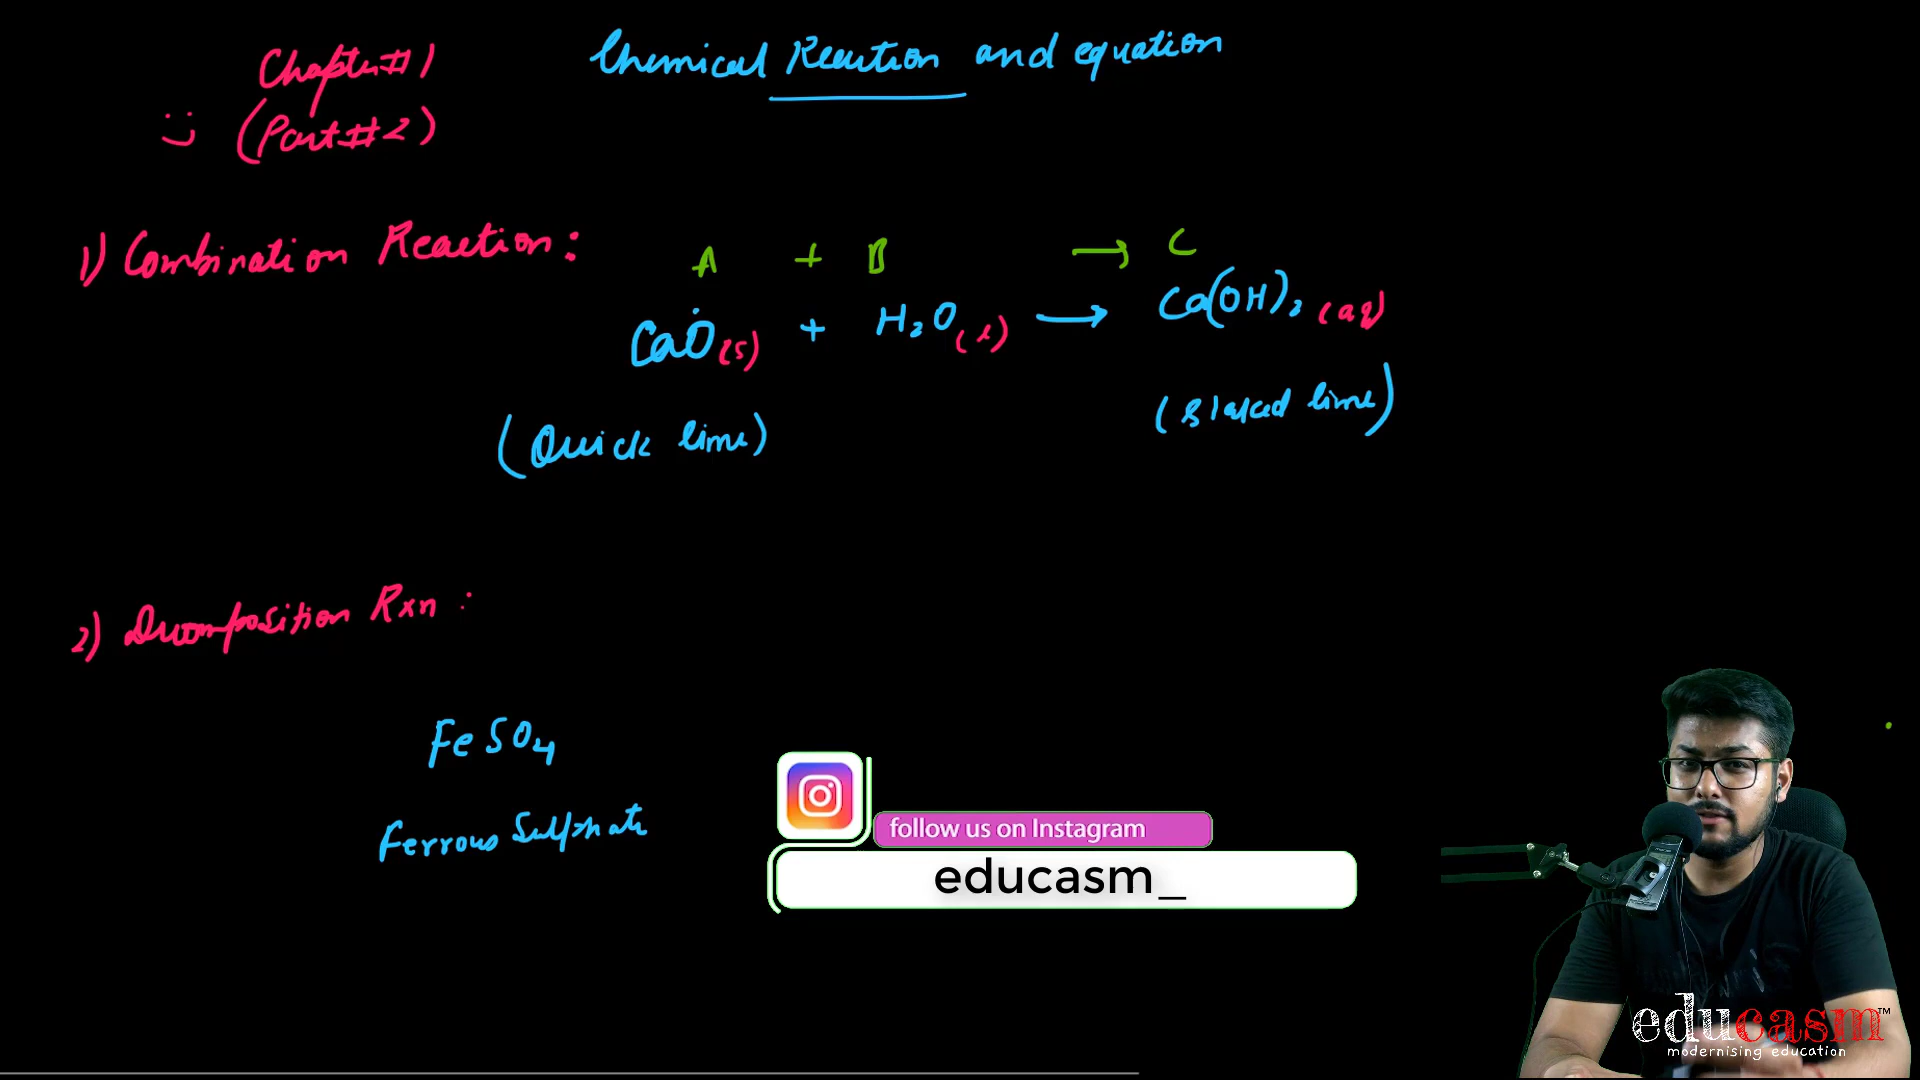 Chapter# 1
Chemical Reaction and equation
(Part#2)
1) Combination Reaction:
A + B → C
CaO(s) + H₂O(l) → Ca(OH)₂(aq)
(Quick lime)
(Slaked lime)
2) Decomposition Rxn :
FeSO₄
Ferrous Sulphate
follow us on Instagram
educasm_
educasm™
modernising education